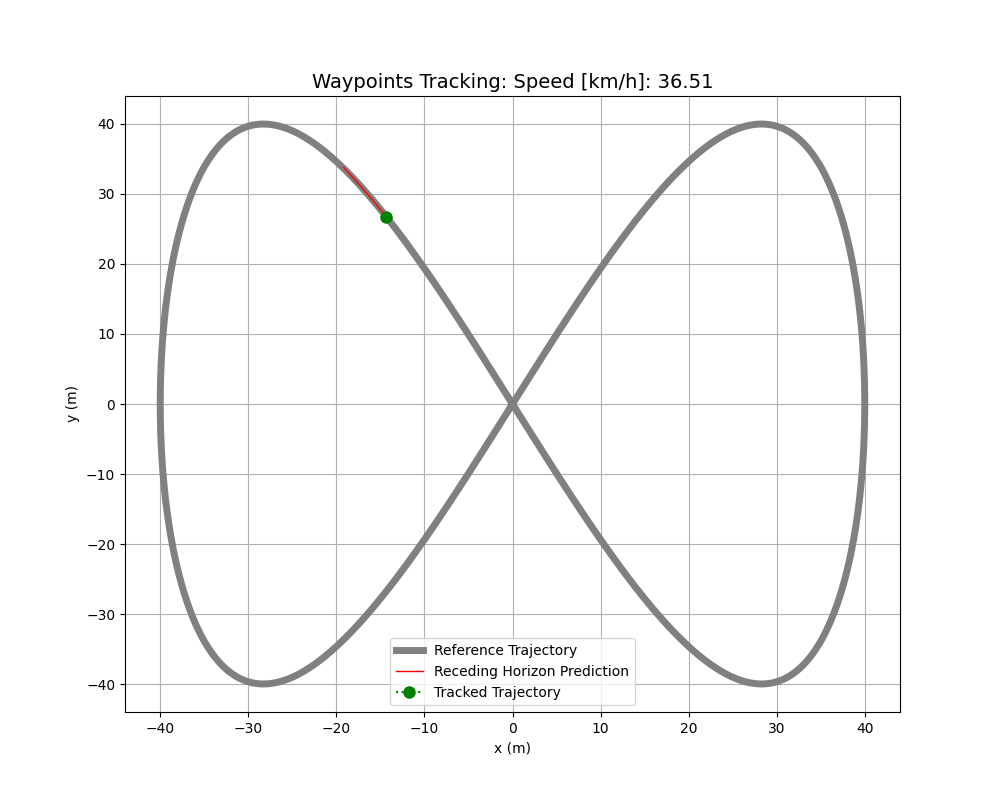 Waypoints Tracking: Speed [km/h]: 36.51
40
30
20
10
0
−10
−20
−30
−40
y (m)
Reference Trajectory
Receding Horizon Prediction
Tracked Trajectory
−40 −30 −20 −10 0 10 20 30 40
x (m)